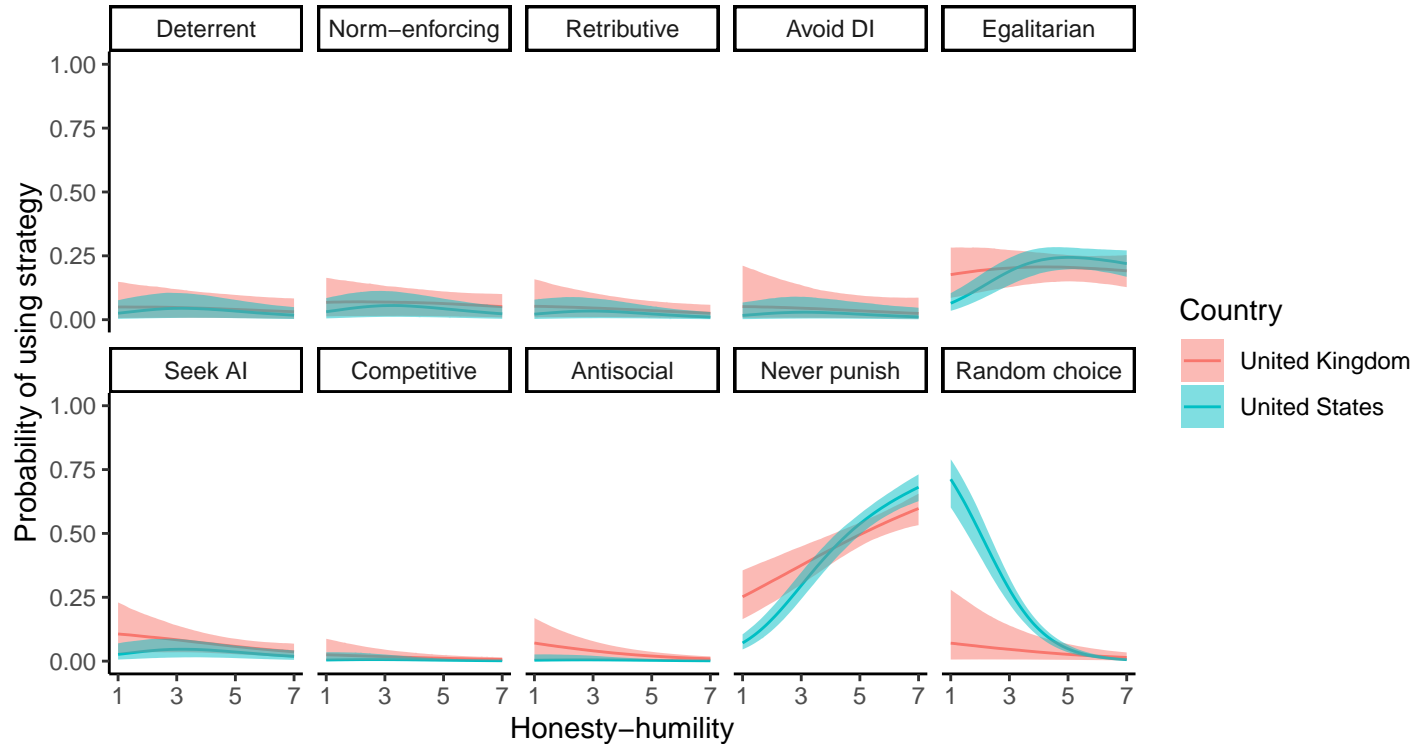 Deterrent Norm−enforcing Retributive Avoid DI Egalitarian
1.00
0.75
0.50
0.25
0.00
Probability of using strategy
Seek AI Competitive Antisocial Never punish Random choice
1.00
0.75
0.50
0.25
0.00
1 3 5 7 1 3 5 7 1 3 5 7 1 3 5 7 1 3 5 7
Honesty−humility
Country
United Kingdom
United States